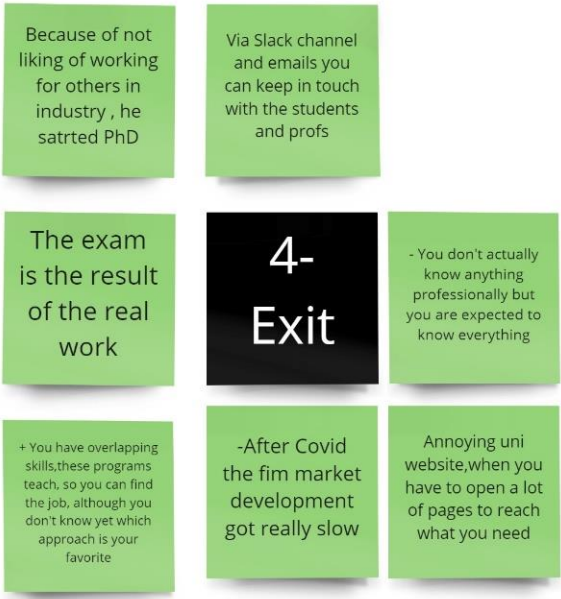 Because of not
liking of working
for others in
industry , he
satrted PhD
Via Slack channel
and emails you
can keep in touch
with the students
and profs
The exam
is the result
of the real
work
4-
Exit
- You don't actually
know anything
professionally but
you are expected to
know everything
+ You have overlapping
skills,these programs
teach, so you can find
the job, although you
don't know yet which
approach is your
favorite
-After Covid
the fim market
development
got really slow
Annoying uni
website,when you
have to open a lot
of pages to reach
what you need